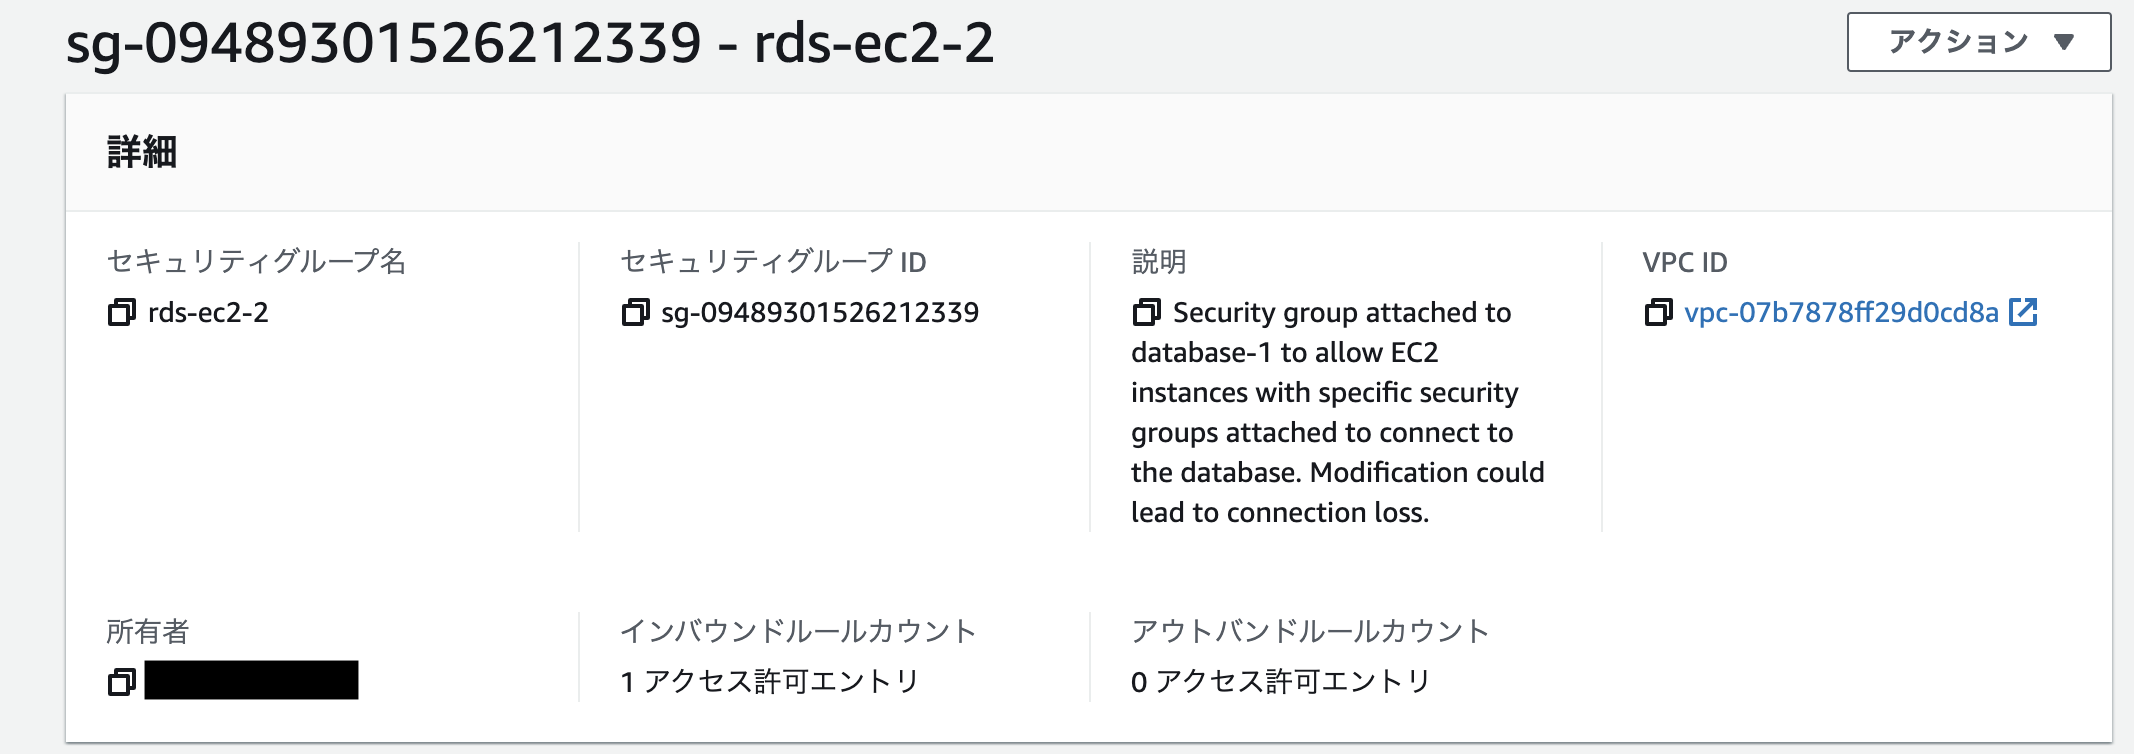 sg-09489301526212339 - rds-ec2-2
アクション ▼
詳細
セキュリティグループ名
rds-ec2-2
セキュリティグループ ID
sg-09489301526212339
説明
Security group attached to
database-1 to allow EC2
instances with specific security
groups attached to connect to
the database. Modification could
lead to connection loss.
VPC ID
vpc-07b7878ff29d0cd8a
所有者
インバウンドルールカウント
1 アクセス許可エントリ
アウトバンドルールカウント
0 アクセス許可エントリ